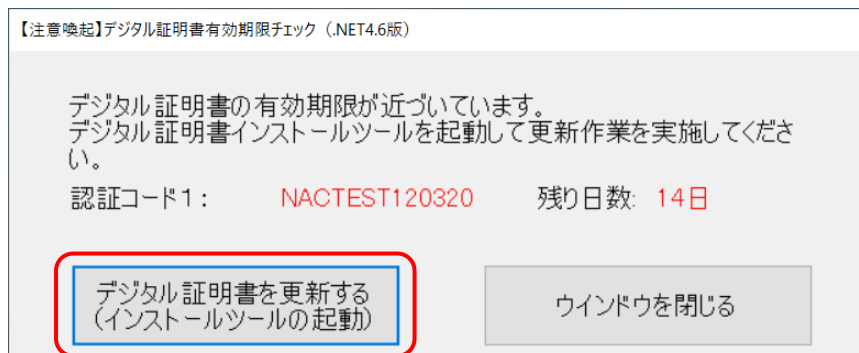 【注意喚起】デジタル証明書有効期限チェック（.NET4.6版）
デジタル証明書の有効期限が近づいています。
デジタル証明書インストールツールを起動して更新作業を実施してくださ
い。
認証コード1： NACTEST120320 残り日数: 14日
デジタル証明書を更新する
（インストールツールの起動） ウインドウを閉じる